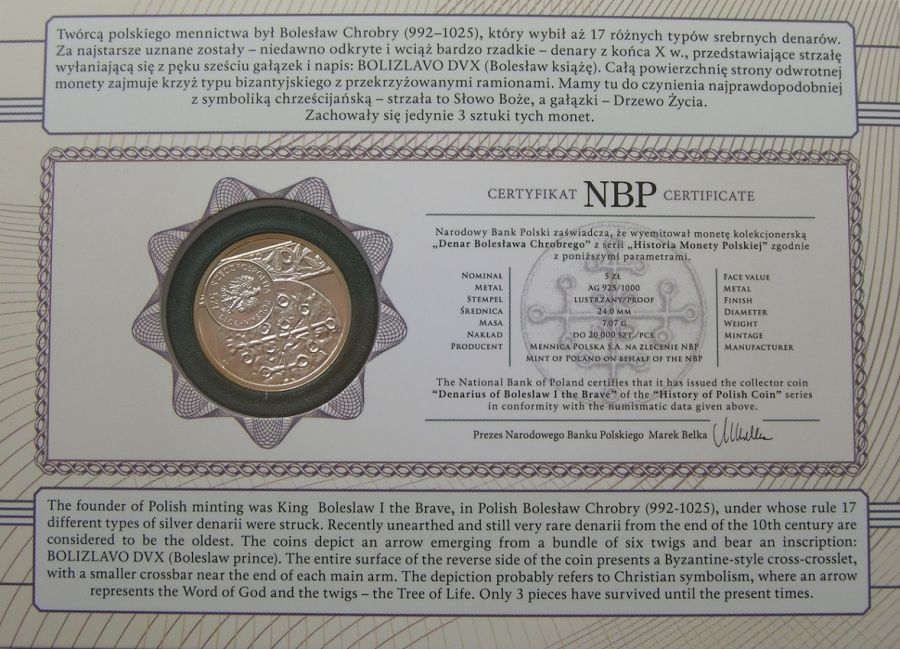 Twórcą polskiego mennictwa był Bolesław Chrobry (992–1025), który wybił aż 17 różnych typów srebrnych denarów.
Za najstarsze uznane zostały – niedawno odkryte i wciąż bardzo rzadkie – denary z końca X w., przedstawiające strzałę
wyłaniającą się z pęku sześciu gałązek i napis: BOLIZLAVO DVX (Bolesław książę). Całą powierzchnię strony odwrotnej
monety zajmuje krzyż typu bizantyjskiego z przekrzyżowanymi ramionami. Mamy tu do czynienia najprawdopodobniej
z symboliką chrześcijańską – strzała to Słowo Boże, a gałązki – Drzewo Życia.
Zachowały się jedynie 3 sztuki tych monet.
CERTYFIKAT NBP CERTIFICATE
Narodowy Bank Polski zaświadcza, że wyemitował monetę kolekcjonerską
„Denar Bolesława Chrobrego” z serii „Historia Monety Polskiej” zgodnie
z poniższymi parametrami.
NOMINAŁ 5 ZŁ FACE VALUE
METAL AG 925/1000 METAL
STEMPEL LUSTRZANY/PROOF FINISH
ŚREDNICA 24.0 MM DIAMETER
MASA 7.07 G WEIGHT
NAKŁAD DO 20 000 SZT./PCS. MINTAGE
PRODUCENT MENNICA POLSKA S.A. NA ZLECENIE NBP MANUFACTURER
MINT OF POLAND ON BEHALF OF THE NBP
The National Bank of Poland certifies that it has issued the collector coin
“Denarius of Boleslaw I the Brave” of the “History of Polish Coin” series
in conformity with the numismatic data given above.
Prezes Narodowego Banku Polskiego Marek Belka
The founder of Polish minting was King Boleslaw I the Brave, in Polish Bolesław Chrobry (992-1025), under whose rule 17
different types of silver denarii were struck. Recently unearthed and still very rare denarii from the end of the 10th century are
considered to be the oldest. The coins depict an arrow emerging from a bundle of six twigs and bear an inscription:
BOLIZLAVO DVX (Boleslaw prince). The entire surface of the reverse side of the coin presents a Byzantine-style cross-crosslet,
with a smaller crossbar near the end of each main arm. The depiction probably refers to Christian symbolism, where an arrow
represents the Word of God and the twigs – the Tree of Life. Only 3 pieces have survived until the present times.